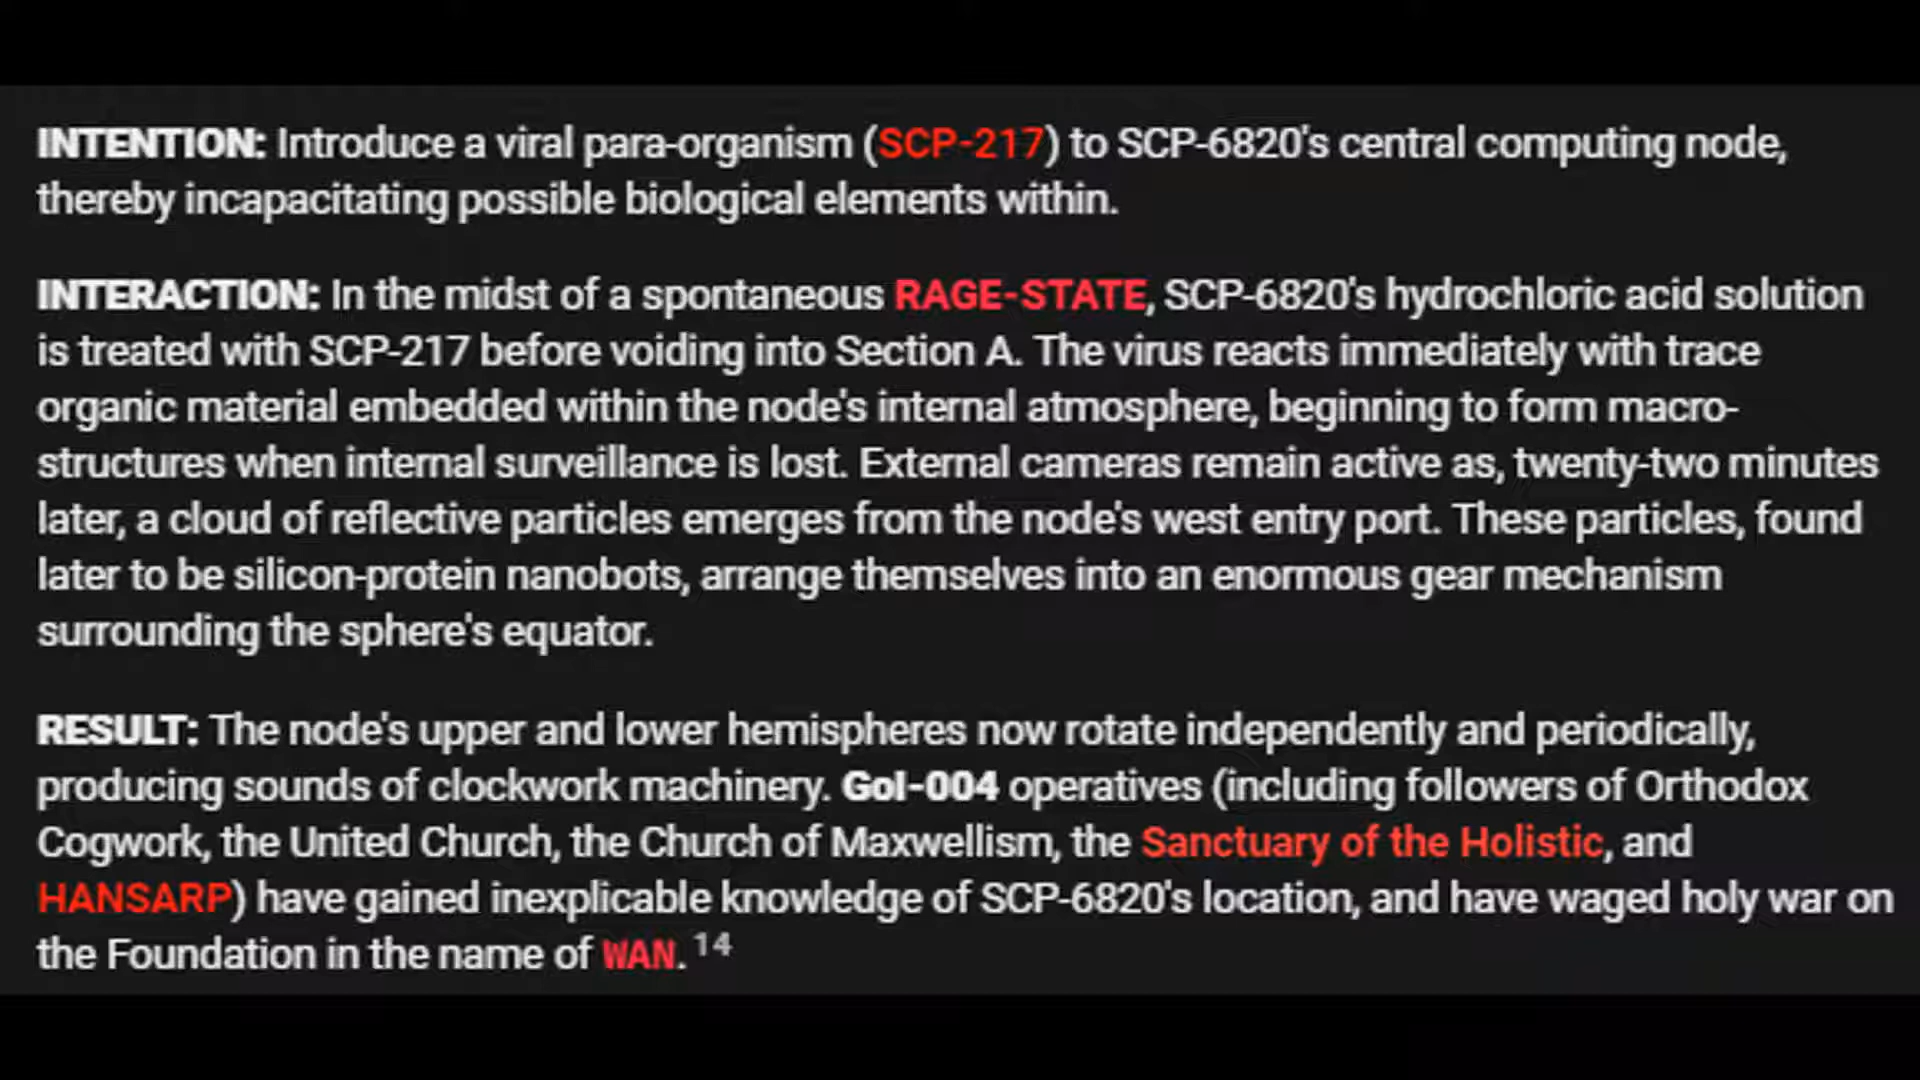 INTENTION: Introduce a viral para-organism (SCP-217) to SCP-6820's central computing node,
thereby incapacitating possible biological elements within.
INTERACTION: In the midst of a spontaneous RAGE-STATE, SCP-6820's hydrochloric acid solution
is treated with SCP-217 before voiding into Section A. The virus reacts immediately with trace
organic material embedded within the node's internal atmosphere, beginning to form macro-
structures when internal surveillance is lost. External cameras remain active as, twenty-two minutes
later, a cloud of reflective particles emerges from the node's west entry port. These particles, found
later to be silicon-protein nanobots, arrange themselves into an enormous gear mechanism
surrounding the sphere's equator.
RESULT: The node's upper and lower hemispheres now rotate independently and periodically,
producing sounds of clockwork machinery. GoI-004 operatives (including followers of Orthodox
Cogwork, the United Church, the Church of Maxwellism, the Sanctuary of the Holistic, and
HANSARP) have gained inexplicable knowledge of SCP-6820's location, and have waged holy war on
the Foundation in the name of WAN. 14